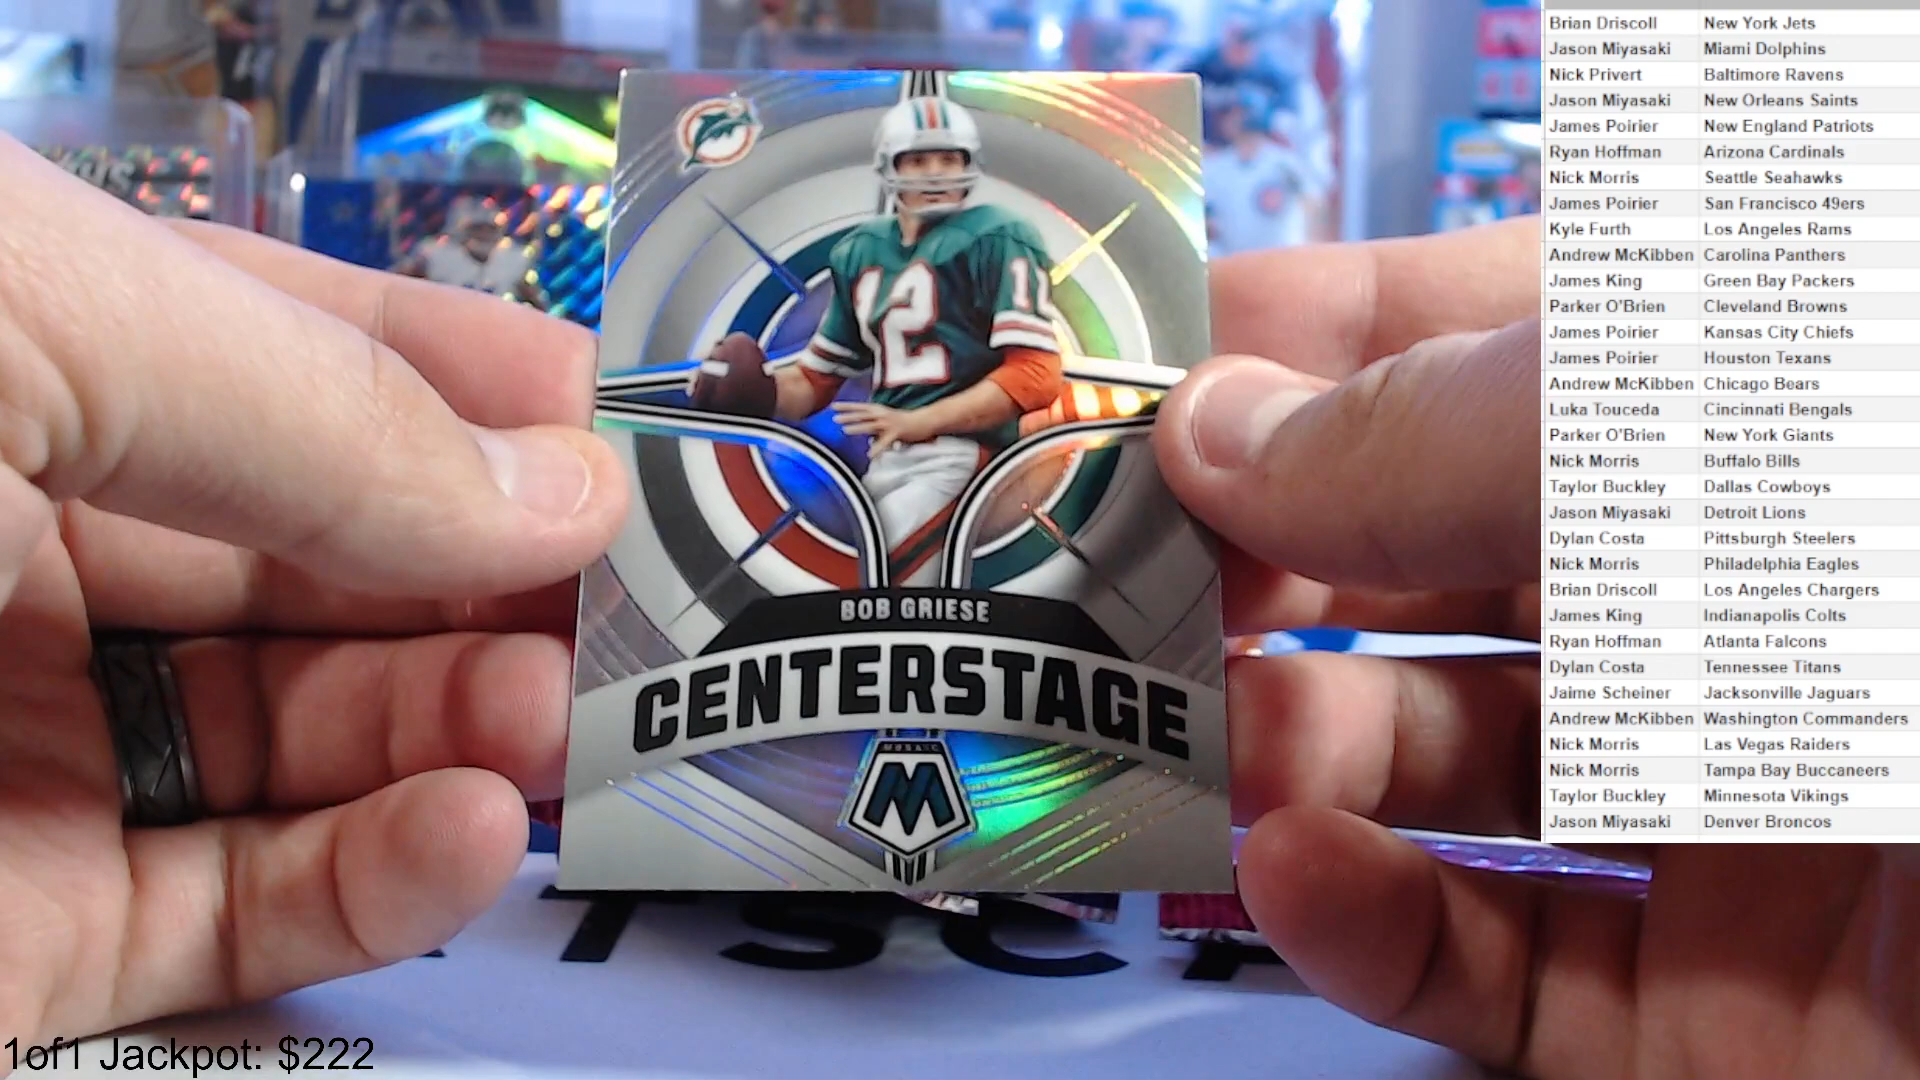 BOB GRIESE
CENTERSTAGE
MOSAIC
M
12
12
1of1 Jackpot: $222
Brian Driscoll New York Jets
Jason Miyasaki Miami Dolphins
Nick Privert Baltimore Ravens
Jason Miyasaki New Orleans Saints
James Poirier New England Patriots
Ryan Hoffman Arizona Cardinals
Nick Morris Seattle Seahawks
James Poirier San Francisco 49ers
Kyle Furth Los Angeles Rams
Andrew McKibben Carolina Panthers
James King Green Bay Packers
Parker O'Brien Cleveland Browns
James Poirier Kansas City Chiefs
James Poirier Houston Texans
Andrew McKibben Chicago Bears
Luka Touceda Cincinnati Bengals
Parker O'Brien New York Giants
Nick Morris Buffalo Bills
Taylor Buckley Dallas Cowboys
Jason Miyasaki Detroit Lions
Dylan Costa Pittsburgh Steelers
Nick Morris Philadelphia Eagles
Brian Driscoll Los Angeles Chargers
James King Indianapolis Colts
Ryan Hoffman Atlanta Falcons
Dylan Costa Tennessee Titans
Jaime Scheiner Jacksonville Jaguars
Andrew McKibben Washington Commanders
Nick Morris Las Vegas Raiders
Nick Morris Tampa Bay Buccaneers
Taylor Buckley Minnesota Vikings
Jason Miyasaki Denver Broncos